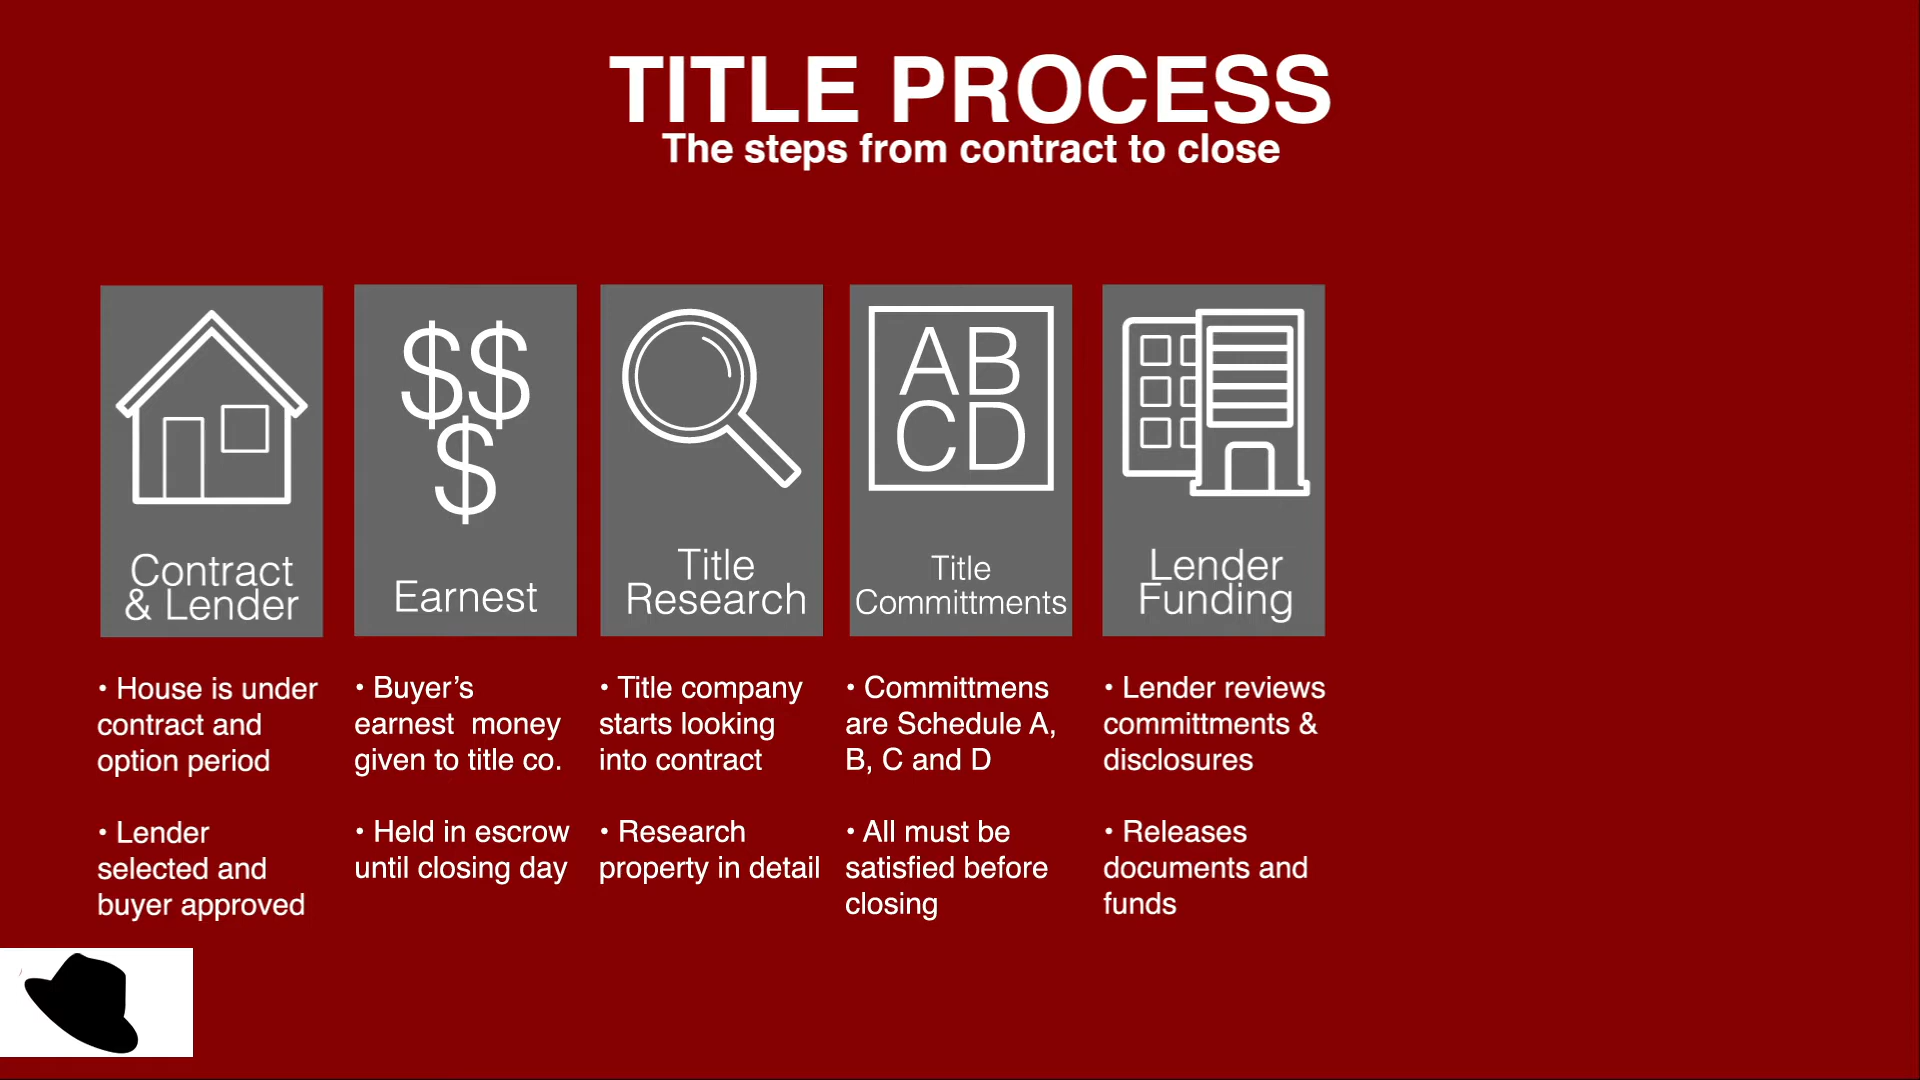 TITLE PROCESS
The steps from contract to close
Contract
& Lender
• House is under
contract and
option period
• Lender
selected and
buyer approved
$$
$
Earnest
• Buyer’s
earnest  money
given to title co.
• Held in escrow
until closing day
Title
Research
• Title company
starts looking
into contract
• Research
property in detail
AB
CD
Title
Committments
• Committmens
are Schedule A,
B, C and D
• All must be
satisfied before
closing
Lender
Funding
• Lender reviews
committments &
disclosures
• Releases
documents and
funds